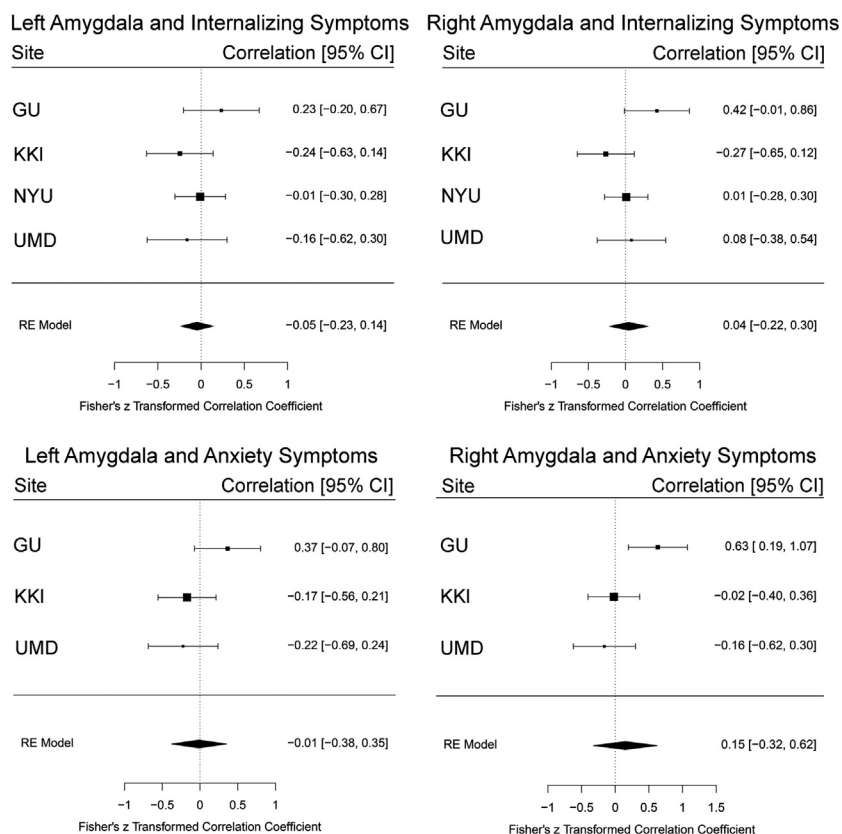 Left Amygdala and Internalizing Symptoms
Site Correlation [95% CI]
GU 0.23 [−0.20, 0.67]
KKI −0.24 [−0.63, 0.14]
NYU −0.01 [−0.30, 0.28]
UMD −0.16 [−0.62, 0.30]
RE Model −0.05 [−0.23, 0.14]
−1 −0.5 0 0.5 1
Fisher's z Transformed Correlation Coefficient
Right Amygdala and Internalizing Symptoms
Site Correlation [95% CI]
GU 0.42 [−0.01, 0.86]
KKI −0.27 [−0.65, 0.12]
NYU 0.01 [−0.28, 0.30]
UMD 0.08 [−0.38, 0.54]
RE Model 0.04 [−0.22, 0.30]
−1 −0.5 0 0.5 1
Fisher's z Transformed Correlation Coefficient
Left Amygdala and Anxiety Symptoms
Site Correlation [95% CI]
GU 0.37 [−0.07, 0.80]
KKI −0.17 [−0.56, 0.21]
UMD −0.22 [−0.69, 0.24]
RE Model −0.01 [−0.38, 0.35]
−1 −0.5 0 0.5 1
Fisher's z Transformed Correlation Coefficient
Right Amygdala and Anxiety Symptoms
Site Correlation [95% CI]
GU 0.63 [ 0.19, 1.07]
KKI −0.02 [−0.40, 0.36]
UMD −0.16 [−0.62, 0.30]
RE Model 0.15 [−0.32, 0.62]
−1 −0.5 0 0.5 1 1.5
Fisher's z Transformed Correlation Coefficient